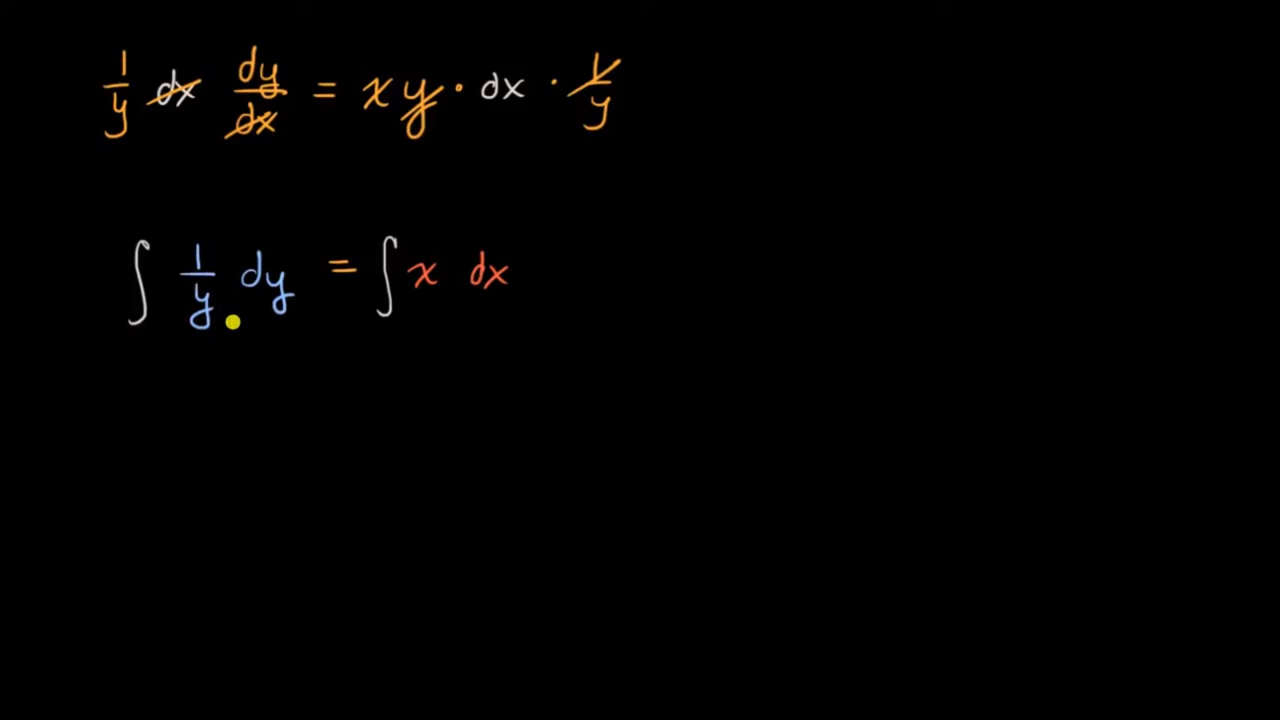 1/y dx dy/dx = xy · dx · 1/y
∫ 1/y dy = ∫ x dx